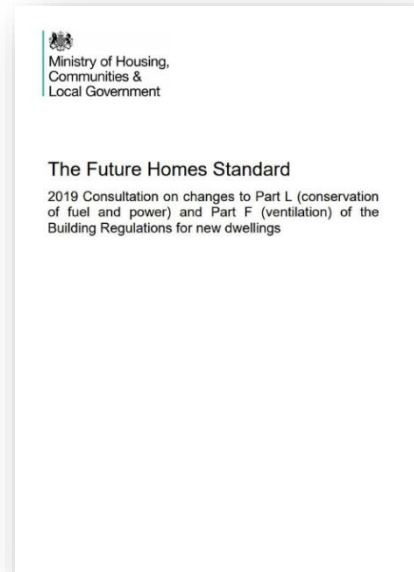 Ministry of Housing,
Communities &
Local Government
The Future Homes Standard
2019 Consultation on changes to Part L (conservation
of fuel and power) and Part F (ventilation) of the
Building Regulations for new dwellings